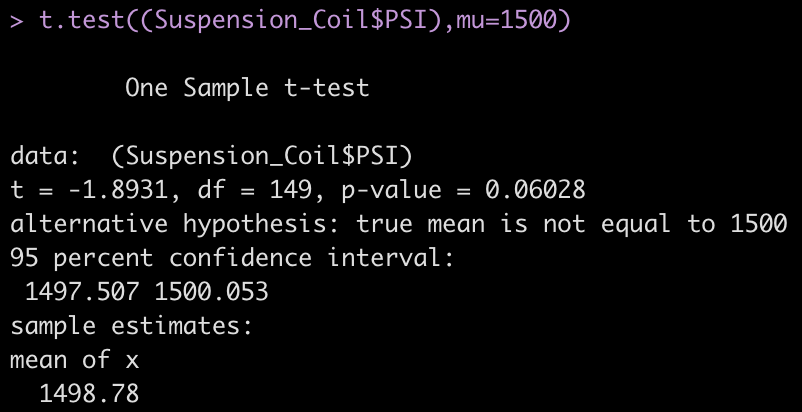 > t.test((Suspension_Coil$PSI),mu=1500)
One Sample t-test
data:  (Suspension_Coil$PSI)
t = -1.8931, df = 149, p-value = 0.06028
alternative hypothesis: true mean is not equal to 1500
95 percent confidence interval:
1497.507 1500.053
sample estimates:
mean of x
1498.78